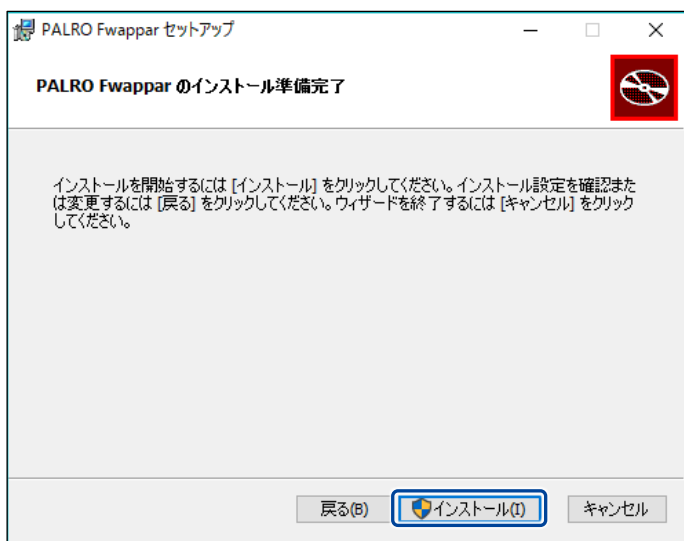 PALRO Fwappar セットアップ
PALRO Fwappar のインストール準備完了
インストールを開始するには [インストール] をクリックしてください。インストール設定を確認また
は変更するには [戻る] をクリックしてください。ウィザードを終了するには [キャンセル] をクリック
してください。
戻る(B) インストール(I) キャンセル